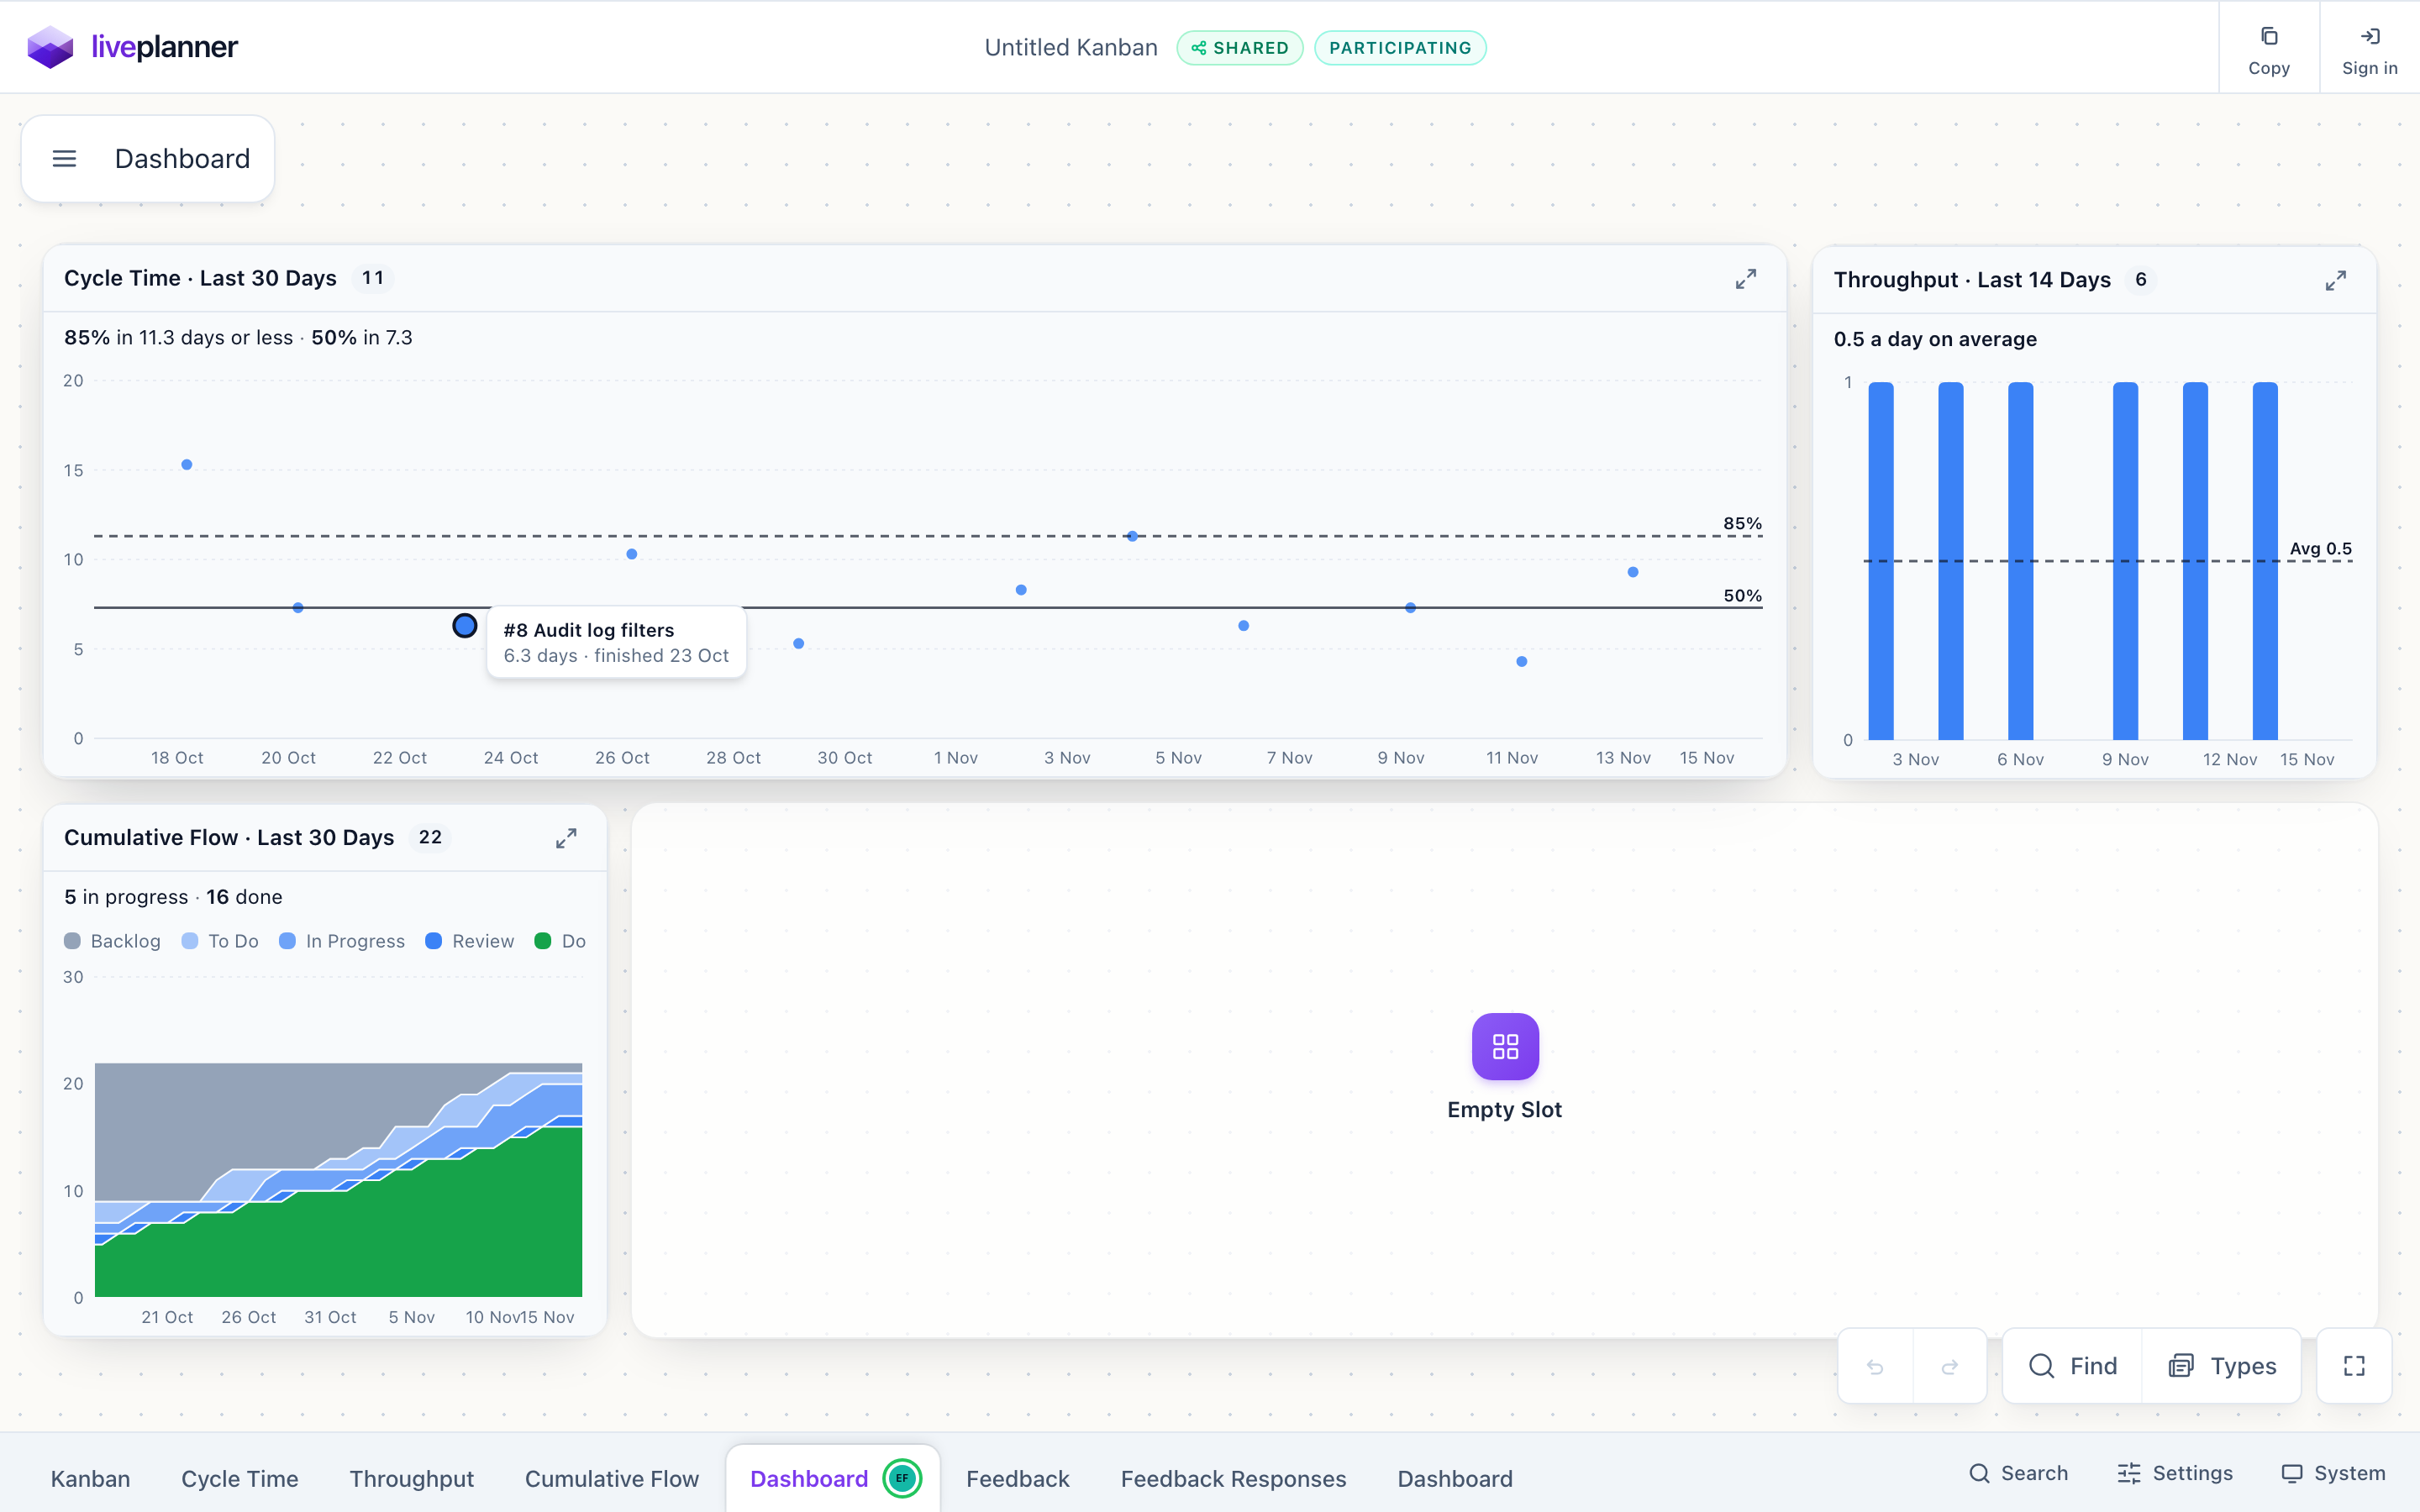 liveplanner
Untitled Kanban
SHARED
PARTICIPATING
Copy
Sign in
Dashboard
Cycle Time · Last 30 Days 11
85% in 11.3 days or less · 50% in 7.3
20
15
10
5
0
85%
50%
#8 Audit log filters
6.3 days · finished 23 Oct
18 Oct 20 Oct 22 Oct 24 Oct 26 Oct 28 Oct 30 Oct 1 Nov 3 Nov 5 Nov 7 Nov 9 Nov 11 Nov 13 Nov 15 Nov
Throughput · Last 14 Days 6
0.5 a day on average
1
Avg 0.5
0
3 Nov 6 Nov 9 Nov 12 Nov 15 Nov
Cumulative Flow · Last 30 Days 22
5 in progress · 16 done
Backlog To Do In Progress Review Do
30
20
10
0
21 Oct 26 Oct 31 Oct 5 Nov 10 Nov 15 Nov
Empty Slot
Find
Types
Kanban Cycle Time Throughput Cumulative Flow Dashboard EF Feedback Feedback Responses Dashboard
Search Settings System